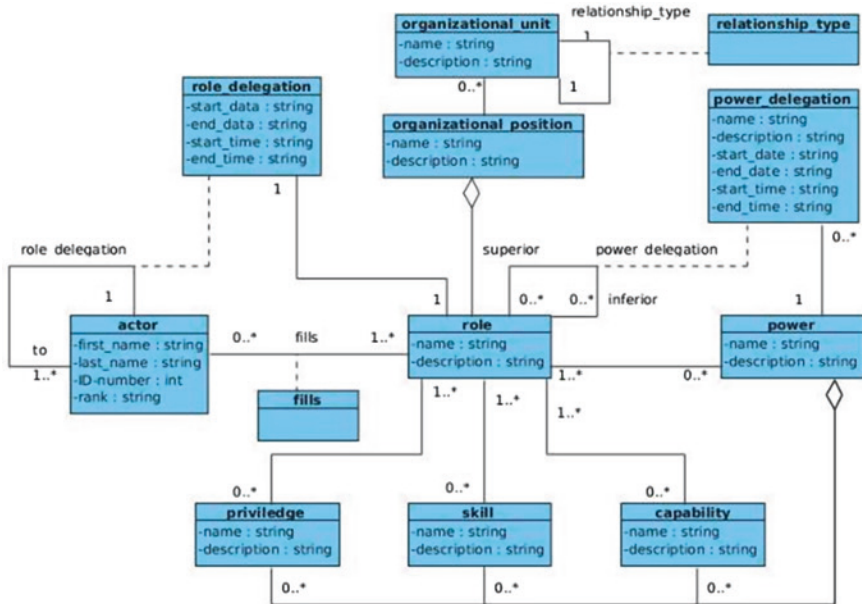 relationship_type
organizational_unit
-name : string
-description : string
1
1
relationship_type
0..*
role_delegation
-start_data : string
-end_data : string
-start_time : string
-end_time : string
1
organizational_position
-name : string
-description : string
power_delegation
-name : string
-description : string
-start_date : string
-end_date : string
-start_time : string
-end_time : string
0..*
role delegation
superior
power delegation
1
1
0..*
0..*
inferior
1
actor
-first_name : string
-last_name : string
-ID-number : int
-rank : string
to
1..*
0..*
fills
1..*
role
-name : string
-description : string
power
-name : string
-description : string
1..*
0..*
fills
1..*
1..*
1..*
0..*
0..*
0..*
priviledge
-name : string
-description : string
skill
-name : string
-description : string
capability
-name : string
-description : string
0..*
0..*
0..*